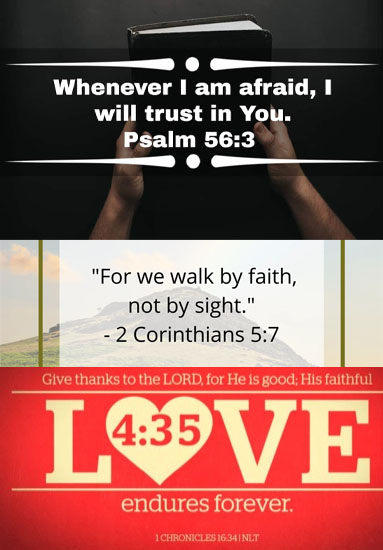 Whenever I am afraid, I
will trust in You.
Psalm 56:3
"For we walk by faith,
not by sight."
- 2 Corinthians 5:7
Give thanks to the LORD, for He is good; His faithful
L VE
4:35
endures forever.
1 CHRONICLES 16:34 | NLT